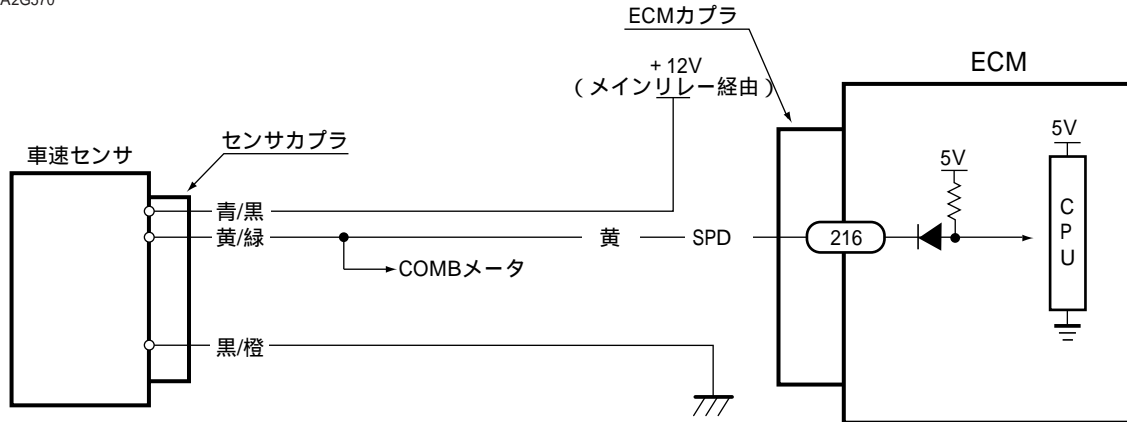 A2G570
ECMカプラ
+12V
(メインリレー経由)
ECM
センサカプラ
車速センサ
5V
5V
青/黒
黄/緑
黄
SPD
216
CPU
COMBメータ
黒/橙